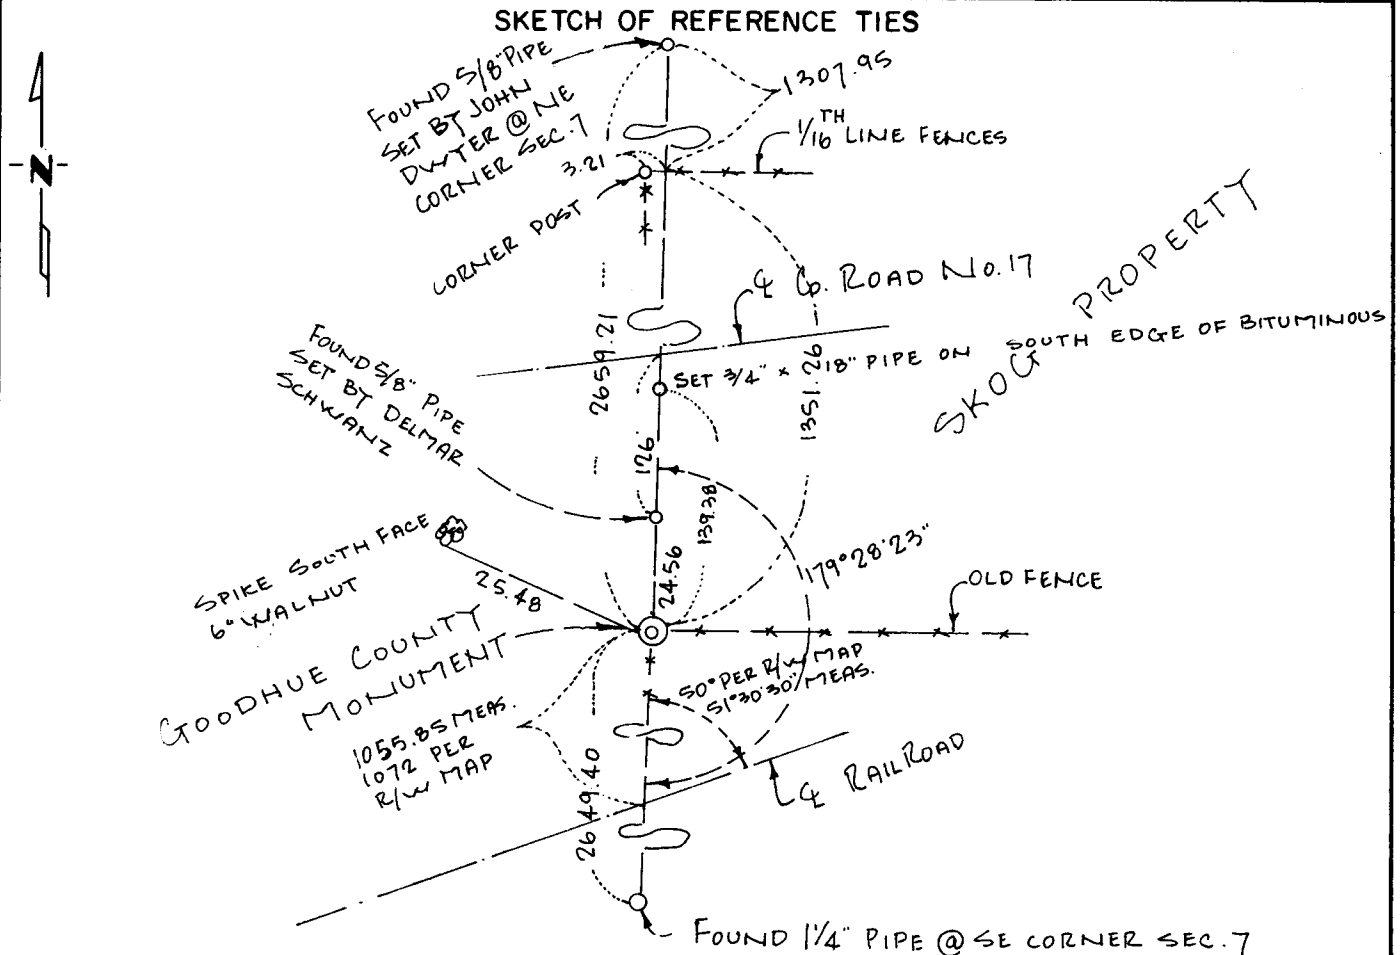 SKETCH OF REFERENCE TIES
FOUND 5/8" PIPE
SET BY JOHN
DWYER @ NE
CORNER SEC. 7
1307.95
1/16TH LINE FENCES
N
3.21
CORNER POST
SKOG PROPERTY
℄ Co. ROAD No. 17
2659.21
1351.26
SET 3/4" x 18" PIPE ON SOUTH EDGE OF BITUMINOUS
FOUND 5/8" PIPE
SET BY DELMAR
SCHWANZ
126
139.38
179°28'23"
SPIKE SOUTH FACE
6" WALNUT
25.48
24.56
OLD FENCE
GOODHUE COUNTY
MONUMENT
50° PER R/W MAP
51°30'30" MEAS.
1055.85 MEAS.
1072 PER
R/W MAP
2649.40
℄ RAILROAD
FOUND 1 1/4" PIPE @ SE CORNER SEC. 7